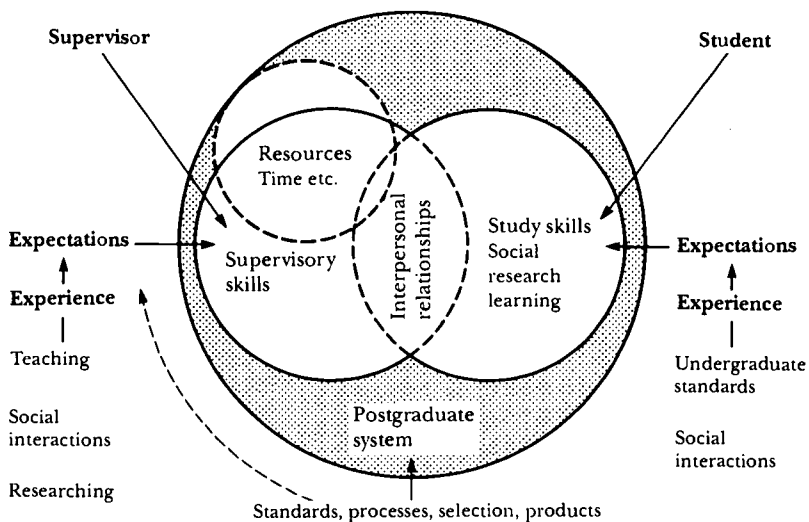 Supervisor
Student
Resources
Time etc.
Interpersonal
relationships
Study skills
Social
research
learning
Supervisory
skills
Expectations
Experience
Teaching
Social
interactions
Researching
Expectations
Experience
Undergraduate
standards
Social
interactions
Postgraduate
system
Standards, processes, selection, products